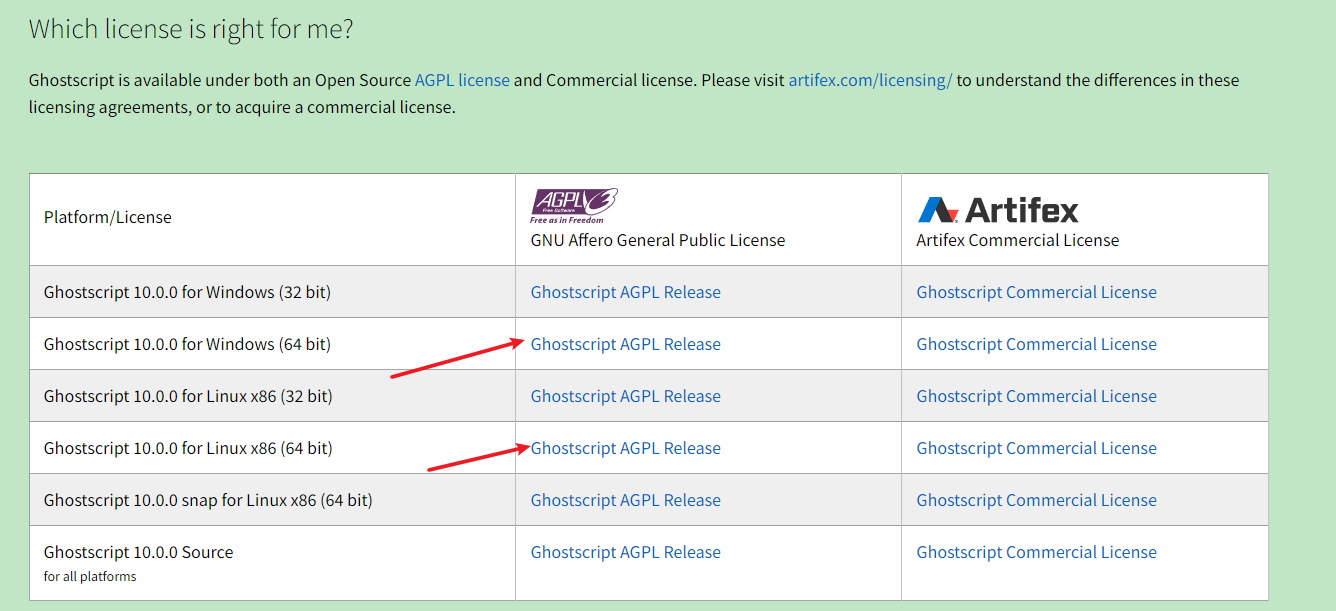 Which license is right for me?
Ghostscript is available under both an Open Source AGPL license and Commercial license. Please visit artifex.com/licensing/ to understand the differences in these
licensing agreements, or to acquire a commercial license.
Platform/License
AGPL v3
Free Software
Free as in Freedom
GNU Affero General Public License
Artifex
Artifex Commercial License
Ghostscript 10.0.0 for Windows (32 bit)
Ghostscript AGPL Release
Ghostscript Commercial License
Ghostscript 10.0.0 for Windows (64 bit)
Ghostscript AGPL Release
Ghostscript Commercial License
Ghostscript 10.0.0 for Linux x86 (32 bit)
Ghostscript AGPL Release
Ghostscript Commercial License
Ghostscript 10.0.0 for Linux x86 (64 bit)
Ghostscript AGPL Release
Ghostscript Commercial License
Ghostscript 10.0.0 snap for Linux x86 (64 bit)
Ghostscript AGPL Release
Ghostscript Commercial License
Ghostscript 10.0.0 Source
for all platforms
Ghostscript AGPL Release
Ghostscript Commercial License